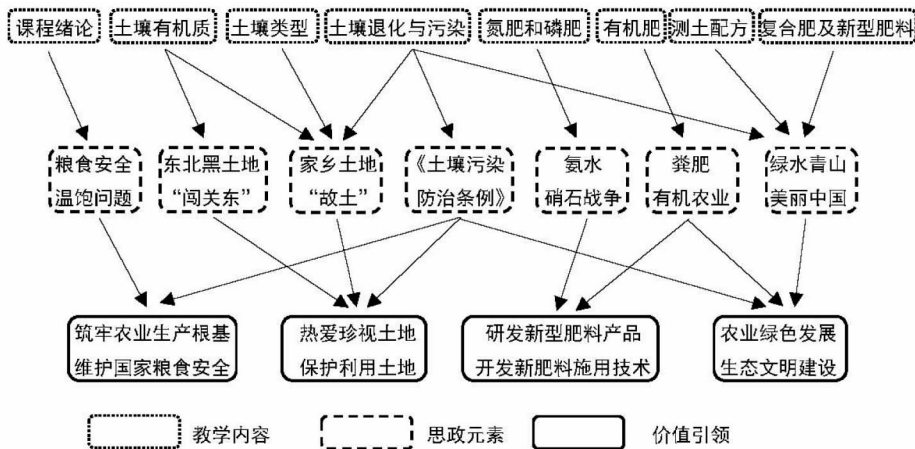 课程绪论 土壤有机质 土壤类型 土壤退化与污染 氮肥和磷肥 有机肥 测土配方 复合肥及新型肥料
粮食安全 东北黑土地 家乡土地 《土壤污染 氨水 粪肥 绿水青山
温饱问题 “闯关东” “故土” 防治条例》 硝石战争 有机农业 美丽中国
筑牢农业生产根基 热爱珍视土地 研发新型肥料产品 农业绿色发展
维护国家粮食安全 保护利用土地 开发新肥料施用技术 生态文明建设
教学内容 思政元素 价值引领